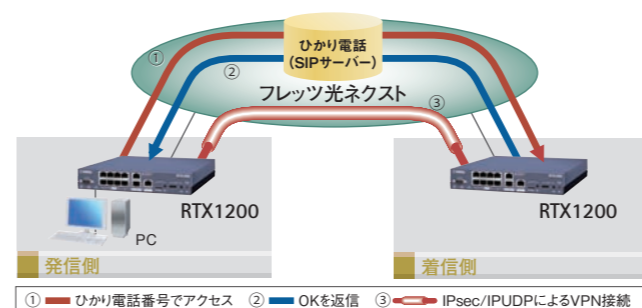 ひかり電話
(SIPサーバー)
①
②
フレッツ光ネクスト
③
RTX1200
PC
発信側
RTX1200
着信側
① ひかり電話番号でアクセス ② OKを返信 ③ IPsec/IPUDPによるVPN接続